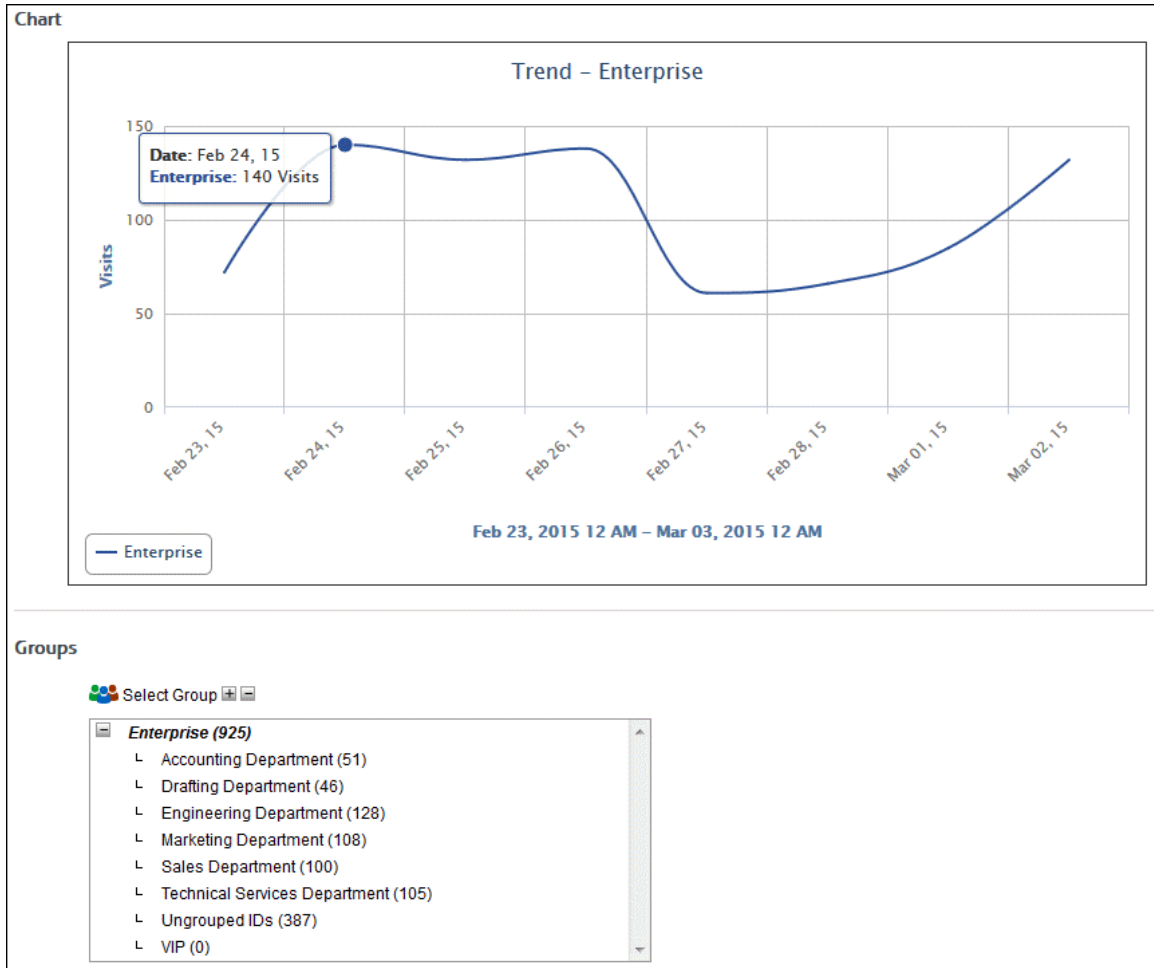 Chart
Trend – Enterprise
150
Date: Feb 24, 15
Enterprise: 140 Visits
100
Visits
50
0
Feb 23, 15
Feb 24, 15
Feb 25, 15
Feb 26, 15
Feb 27, 15
Feb 28, 15
Mar 01, 15
Mar 02, 15
Feb 23, 2015 12 AM – Mar 03, 2015 12 AM
Enterprise
Groups
Select Group
Enterprise (925)
Accounting Department (51)
Drafting Department (46)
Engineering Department (128)
Marketing Department (108)
Sales Department (100)
Technical Services Department (105)
Ungrouped IDs (387)
VIP (0)